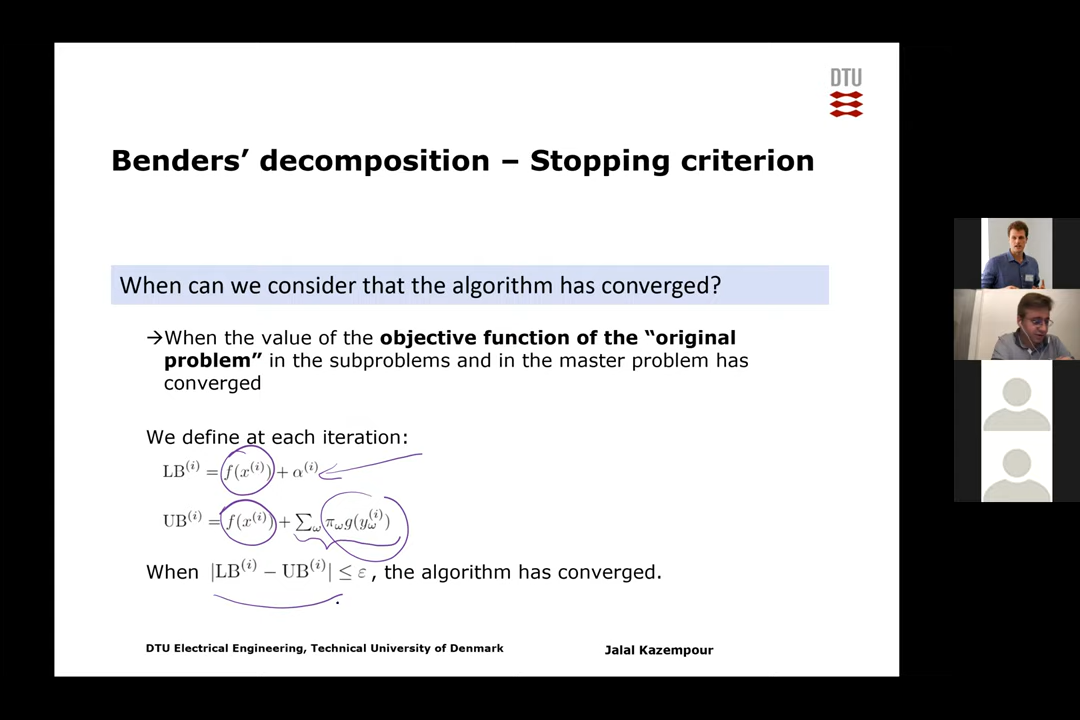 DTU
Benders’ decomposition – Stopping criterion
When can we consider that the algorithm has converged?
→When the value of the objective function of the “original
problem” in the subproblems and in the master problem has
converged
We define at each iteration:
LB^(i) = f(x^(i)) + α^(i)
UB^(i) = f(x^(i)) + ∑_ω π_ω g(y_ω^(i))
When |LB^(i) − UB^(i)| ≤ ε , the algorithm has converged.
DTU Electrical Engineering, Technical University of Denmark
Jalal Kazempour